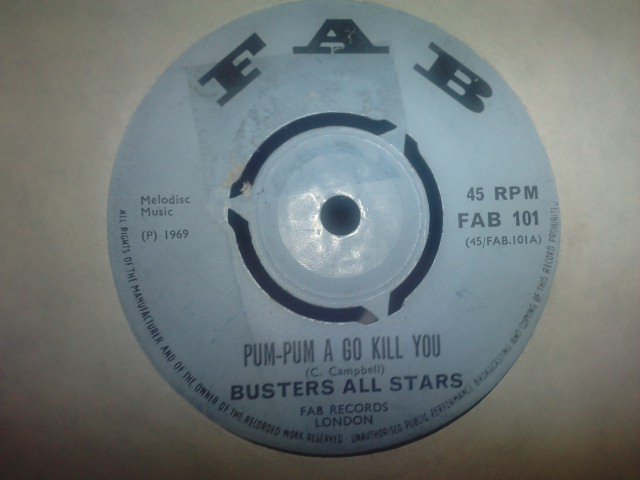 FAB
45 RPM
FAB 101
(45/FAB.101A)
Melodisc
Music
(P) 1969
PUM-PUM A GO KILL YOU
(C. Campbell)
BUSTERS ALL STARS
FAB RECORDS
LONDON
ALL RIGHTS OF THE MANUFACTURER AND OF THE OWNER OF THE RECORDED WORK RESERVED · UNAUTHORISED PUBLIC PERFORMANCE BROADCASTING AND COPYING OF THIS RECORD PROHIBITED